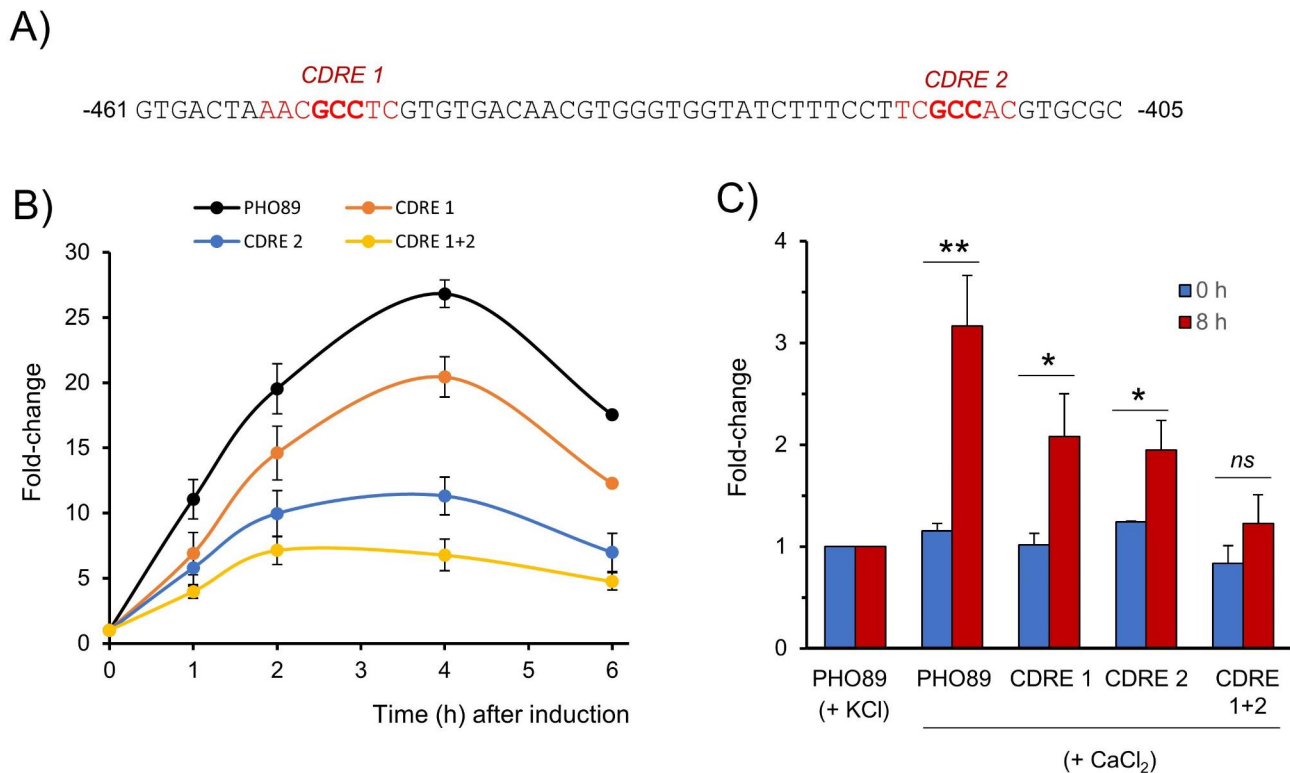 A)
CDRE 1 CDRE 2
-461 GTGACTAAACGCCTCGTGTGACAACGTGGGTGGTATCTTTCCTTCGCCACGTGCGC -405
B)
PHO89 CDRE 1
CDRE 2 CDRE 1+2
30
25
20
15
10
5
0
Fold-change
0 1 2 3 4 5 6
Time (h) after induction
C)
4
3
2
1
0
Fold-change
** * * ns
0 h
8 h
PHO89 PHO89 CDRE 1 CDRE 2 CDRE
(+ KCl) 1+2
(+ CaCl₂)